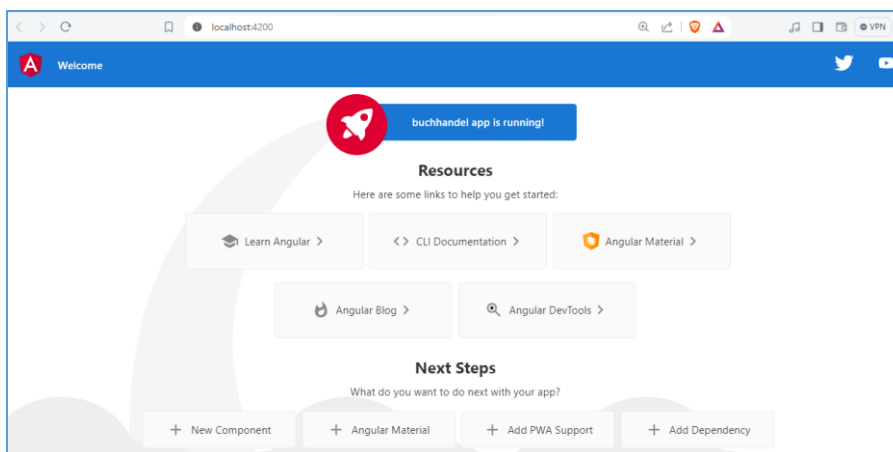 localhost:4200
VPN
A Welcome
buchhandel app is running!
Resources
Here are some links to help you get started:
Learn Angular >
<> CLI Documentation >
Angular Material >
Angular Blog >
Angular DevTools >
Next Steps
What do you want to do next with your app?
+ New Component
+ Angular Material
+ Add PWA Support
+ Add Dependency